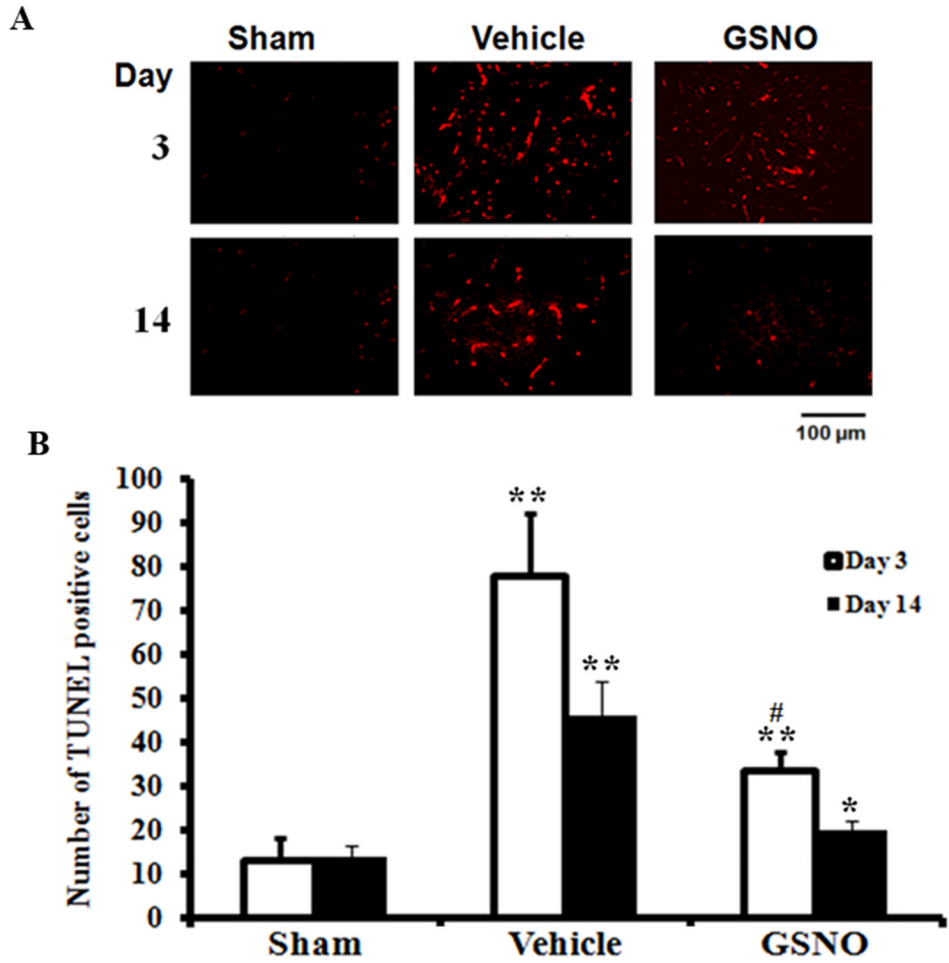 A
Sham Vehicle GSNO
Day
3
14
100 μm
B
Number of TUNEL positive cells
100
90
80
70
60
50
40
30
20
10
0
**
**
#
**
*
Day 3
Day 14
Sham Vehicle GSNO